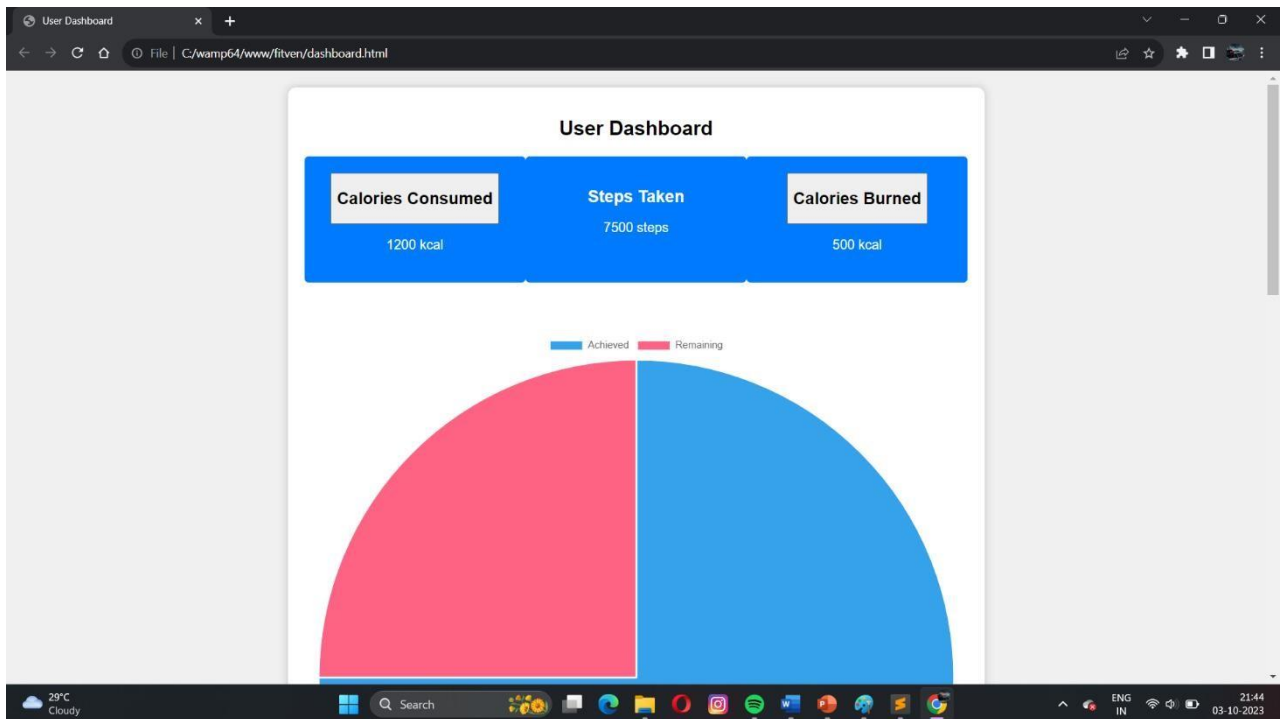 User Dashboard
File | C:/wamp64/www/fitven/dashboard.html
User Dashboard
Calories Consumed
1200 kcal
Steps Taken
7500 steps
Calories Burned
500 kcal
Achieved Remaining
29°C
Cloudy
Search
ENG
IN
21:44
03-10-2023